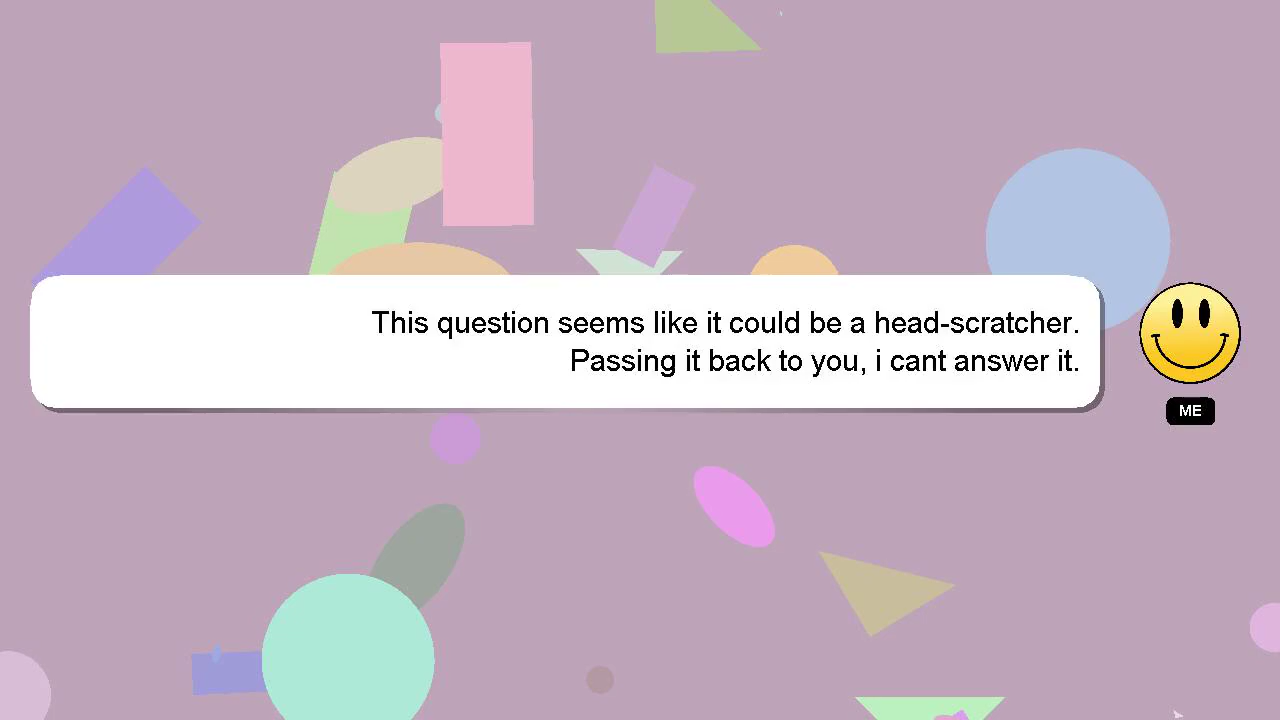 This question seems like it could be a head-scratcher.
Passing it back to you, i cant answer it.
ME